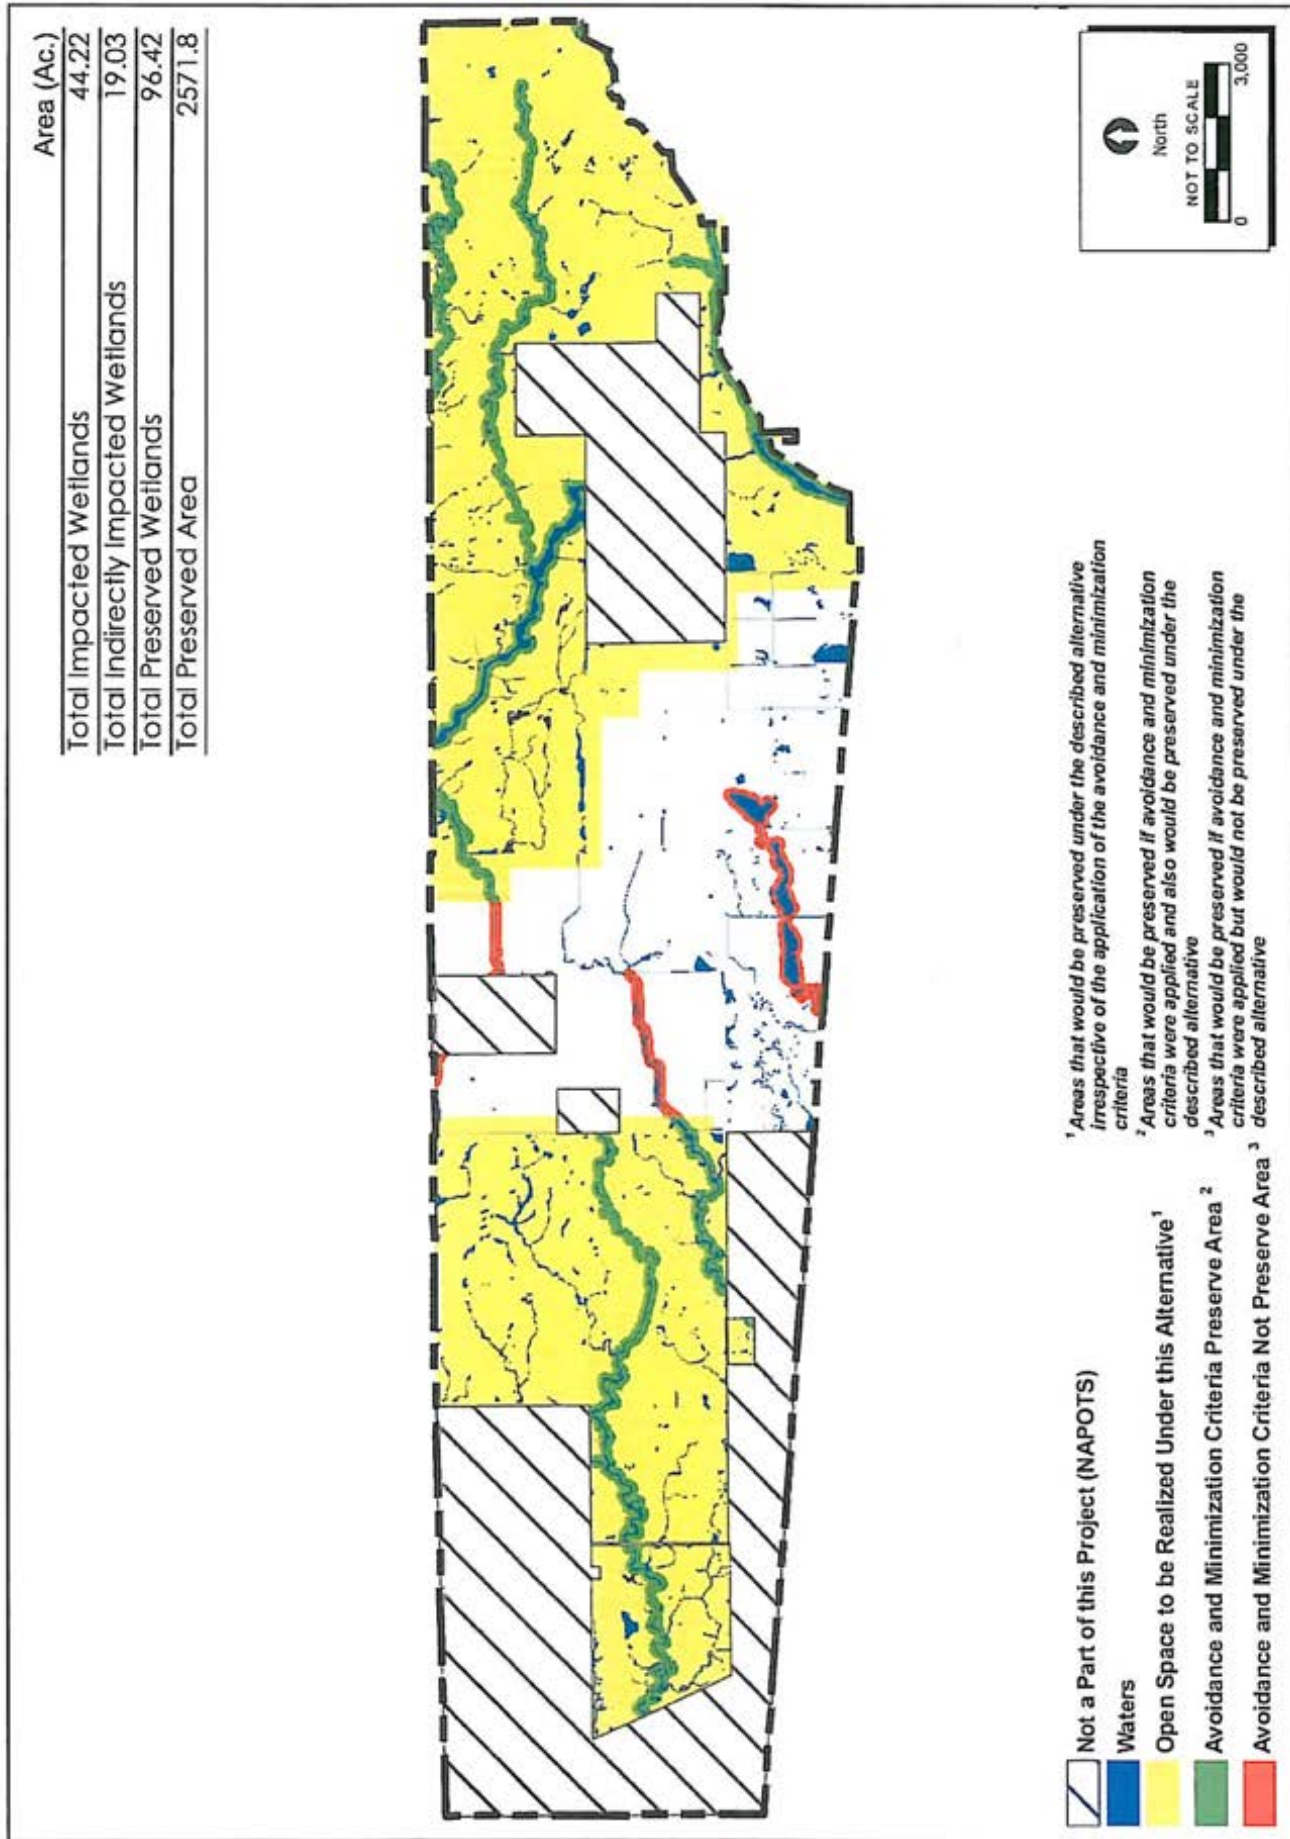 Area (Ac.)
Total Impacted Wetlands 44.22
Total Indirectly Impacted Wetlands 19.03
Total Preserved Wetlands 96.42
Total Preserved Area 2571.8
Not a Part of this Project (NAPOTS)
Waters
Open Space to be Realized Under this Alternative¹
Avoidance and Minimization Criteria Preserve Area²
Avoidance and Minimization Criteria Not Preserve Area³
¹Areas that would be preserved under the described alternative
irrespective of the application of the avoidance and minimization
criteria
²Areas that would be preserved if avoidance and minimization
criteria were applied and also would be preserved under the
described alternative
³Areas that would be preserved if avoidance and minimization
criteria were applied but would not be preserved under the
described alternative
North
NOT TO SCALE
0 3,000